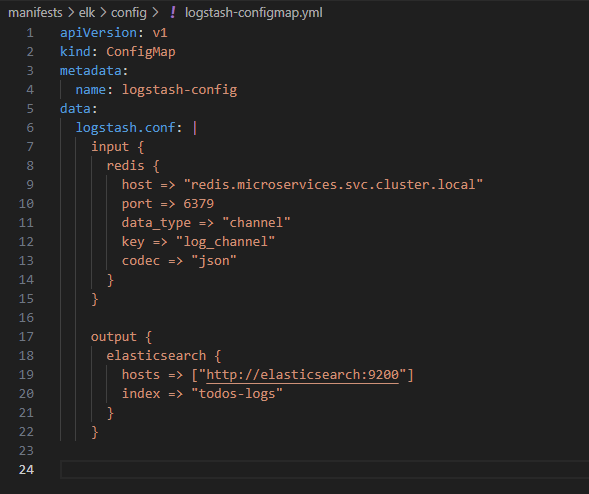 manifests > elk > config > ! logstash-configmap.yml
1 apiVersion: v1
2 kind: ConfigMap
3 metadata:
4   name: logstash-config
5 data:
6   logstash.conf: |
7     input {
8       redis {
9         host => "redis.microservices.svc.cluster.local"
10         port => 6379
11         data_type => "channel"
12         key => "log_channel"
13         codec => "json"
14       }
15     }
16
17     output {
18       elasticsearch {
19         hosts => ["http://elasticsearch:9200"]
20         index => "todos-logs"
21       }
22     }
23
24